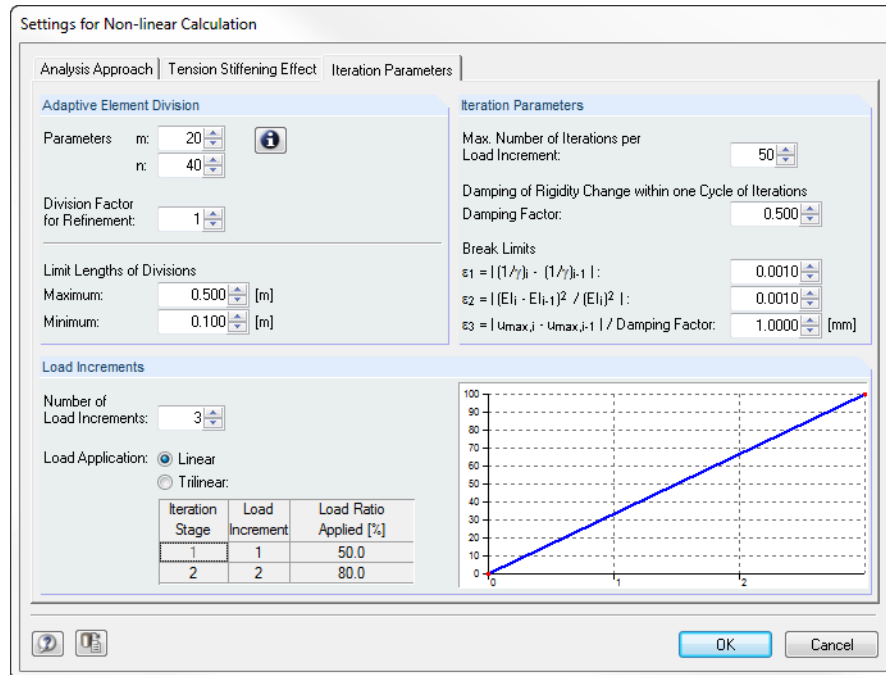 Settings for Non-linear Calculation
Analysis Approach | Tension Stiffening Effect | Iteration Parameters
Adaptive Element Division
Parameters m: 20
n: 40
Division Factor
for Refinement: 1
Limit Lengths of Divisions
Maximum: 0.500 [m]
Minimum: 0.100 [m]
Iteration Parameters
Max. Number of Iterations per
Load Increment: 50
Damping of Rigidity Change within one Cycle of Iterations
Damping Factor: 0.500
Break Limits
ε1 = | (1/γ)i - (1/γ)i-1 | : 0.0010
ε2 = | (EIi - EIi-1)² / (EIi)² | : 0.0010
ε3 = | umax,i - umax,i-1 | / Damping Factor: 1.0000 [mm]
Load Increments
Number of
Load Increments: 3
Load Application: Linear
Trilinear:
Iteration Stage Load Increment Load Ratio Applied [%]
1 1 50.0
2 2 80.0
100
90
80
70
60
50
40
30
20
10
0
0 1 2
OK Cancel